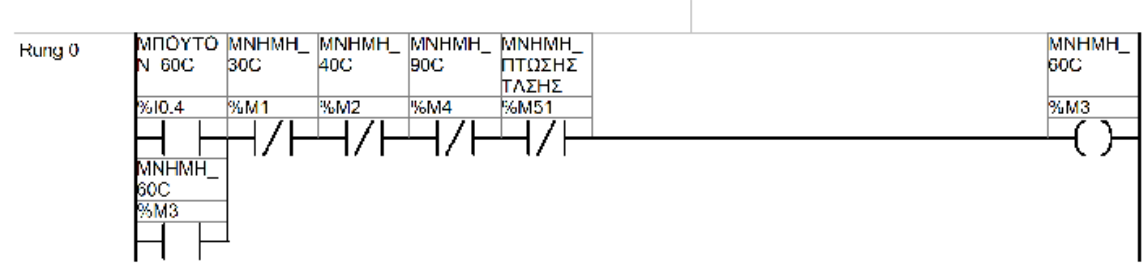 Rung 0
ΜΠΟΥΤΟ ΜΝΗΜΗ_ ΜΝΗΜΗ_ ΜΝΗΜΗ_ ΜΝΗΜΗ_ ΜΝΗΜΗ_
Ν 60C 30C 40C 90C ΠΤΩΣΗΣ 60C
ΤΑΣΗΣ
%I0.4 %M1 %M2 %M4 %M51 %M3
ΜΝΗΜΗ_
60C
%M3